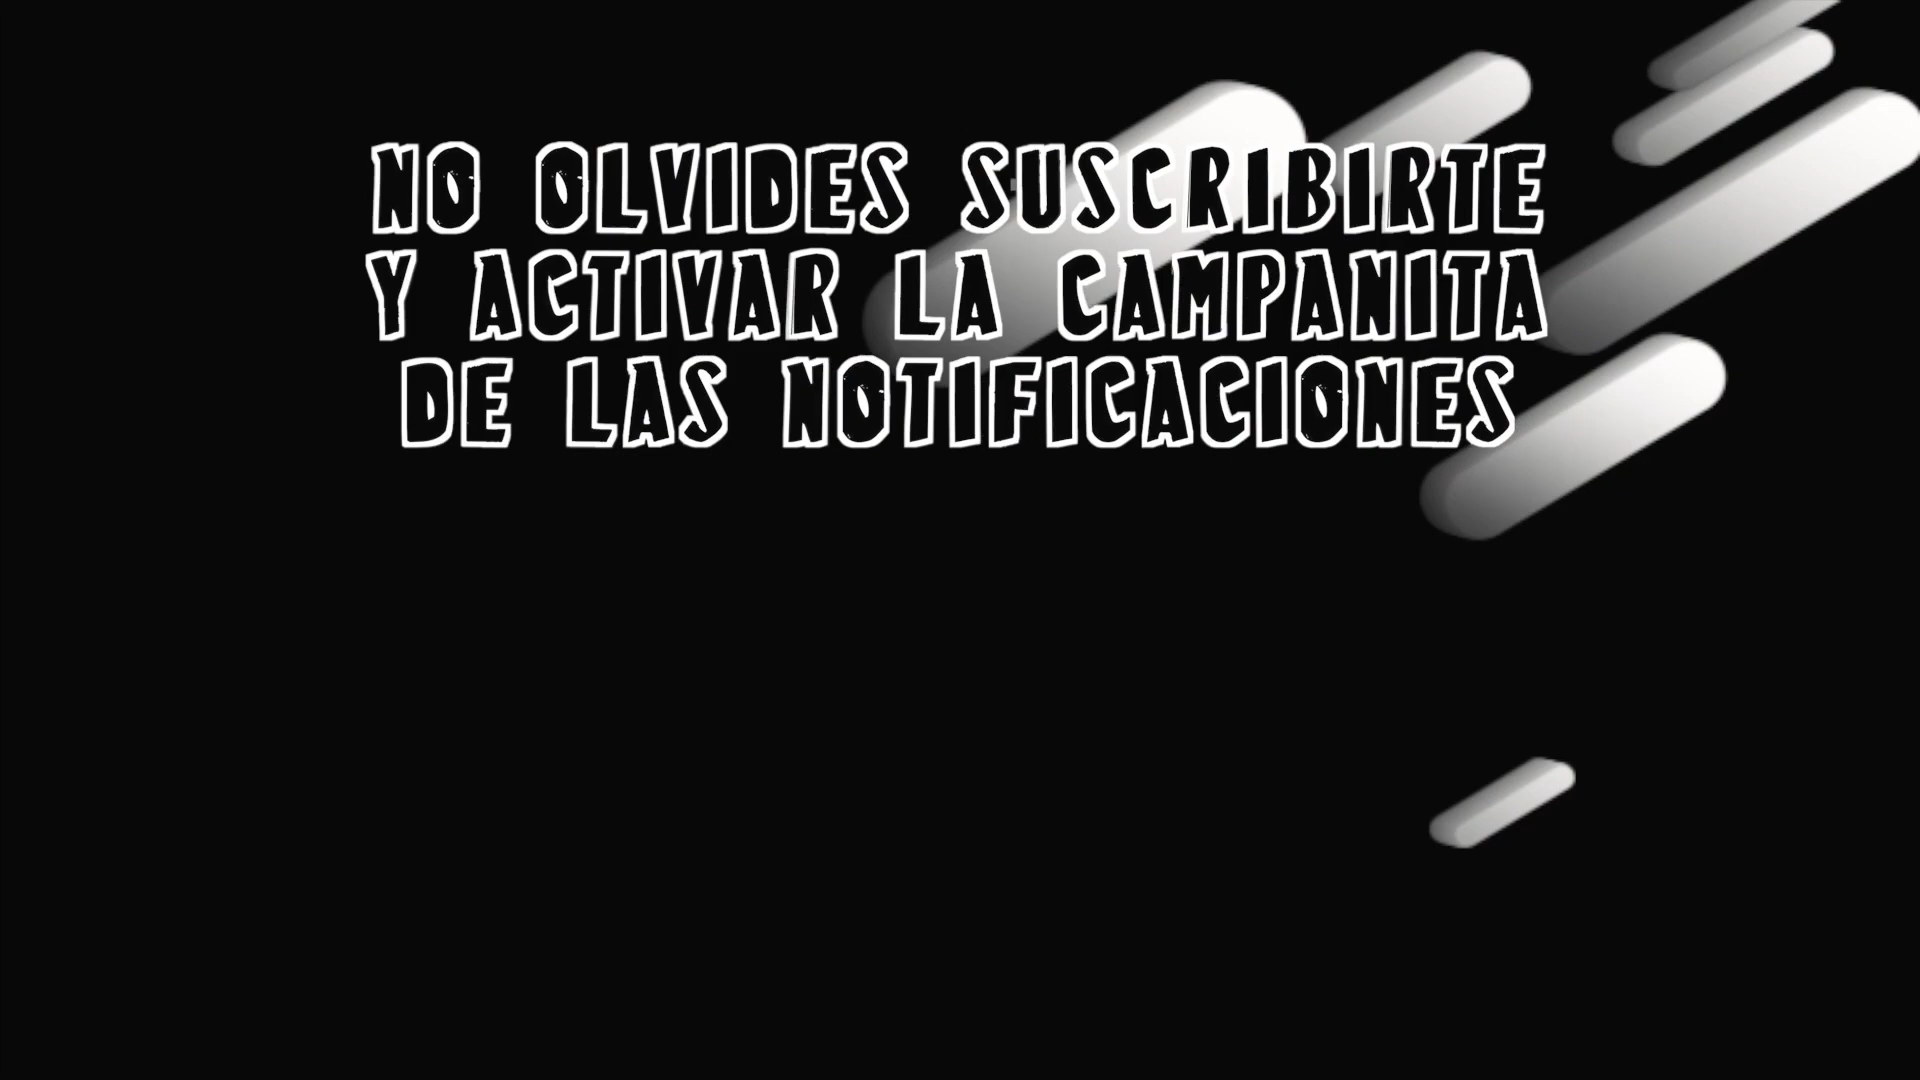 NO OLVIDES SUSCRIBIRTE
Y ACTIVAR LA CAMPANITA
DE LAS NOTIFICACIONES